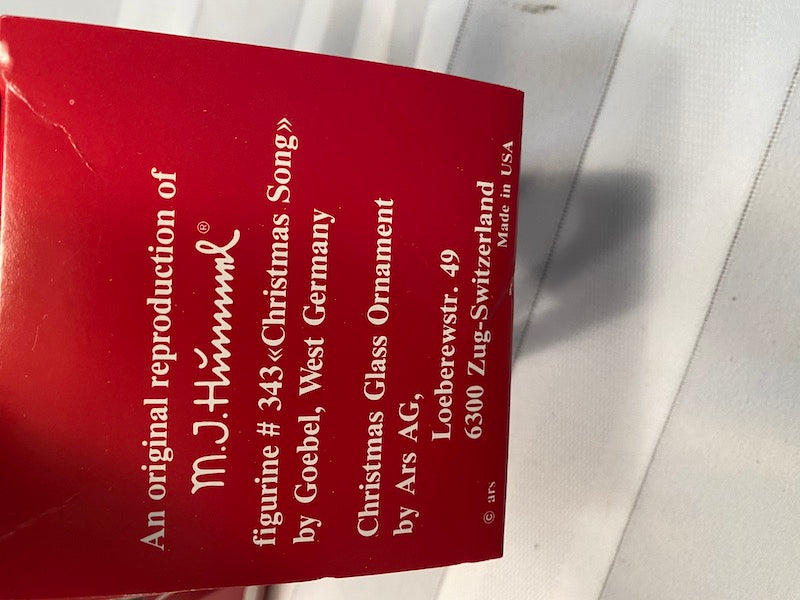 An original reproduction of
M.J.Hummel ®
figurine # 343 «Christmas Song»
by Goebel, West Germany
Christmas Glass Ornament
by Ars AG,
Loeberewstr. 49
6300 Zug-Switzerland
© ars Made in USA